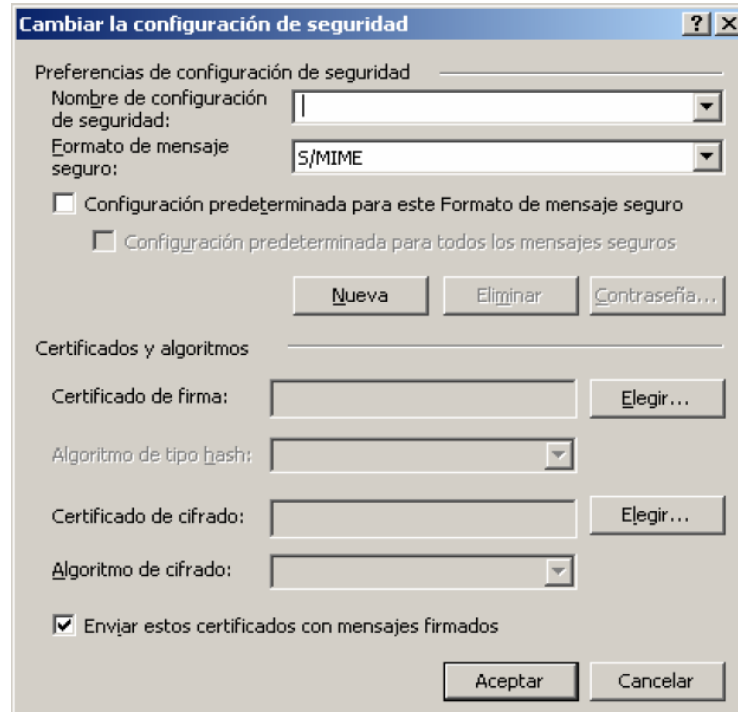 Cambiar la configuración de seguridad
Preferencias de configuración de seguridad
Nombre de configuración
de seguridad:
Formato de mensaje
seguro:
S/MIME
Configuración predeterminada para este Formato de mensaje seguro
Configuración predeterminada para todos los mensajes seguros
Nueva
Eliminar
Contraseña...
Certificados y algoritmos
Certificado de firma:
Elegir...
Algoritmo de tipo hash:
Certificado de cifrado:
Elegir...
Algoritmo de cifrado:
Enviar estos certificados con mensajes firmados
Aceptar
Cancelar